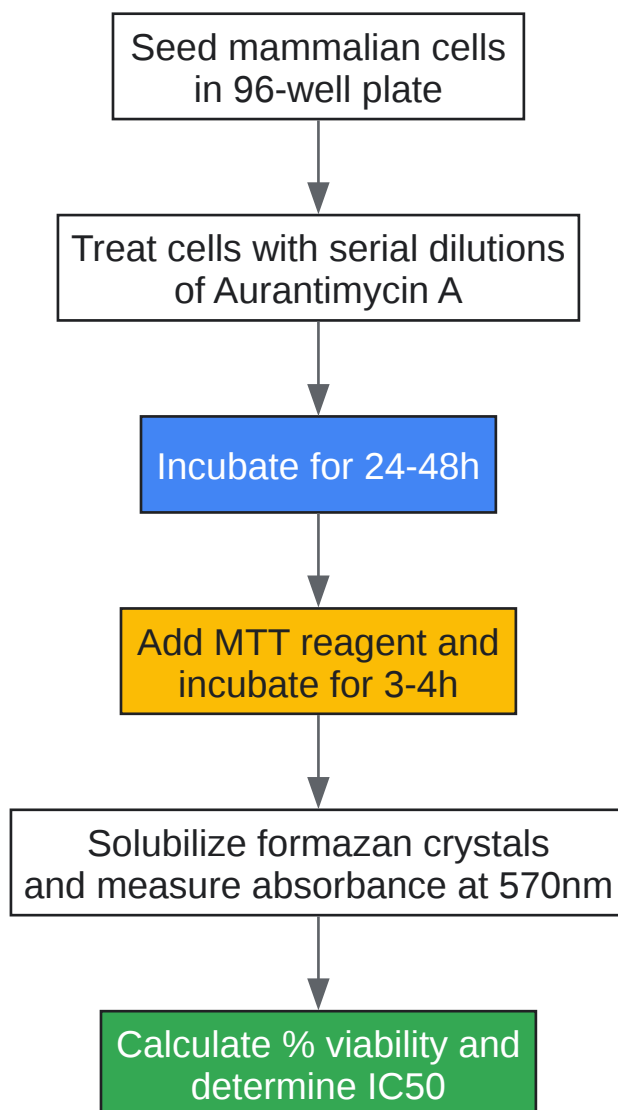 Seed mammalian cells
in 96-well plate
Treat cells with serial dilutions
of Aurantimycin A
Incubate for 24-48h
Add MTT reagent and
incubate for 3-4h
Solubilize formazan crystals
and measure absorbance at 570nm
Calculate % viability and
determine IC50